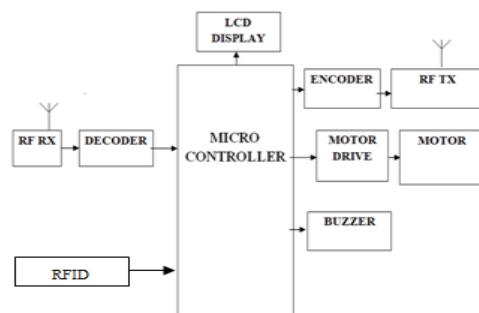 LCD
DISPLAY
ENCODER
RF TX
RF RX
DECODER
MICRO
CONTROLLER
MOTOR
DRIVE
MOTOR
BUZZER
RFID